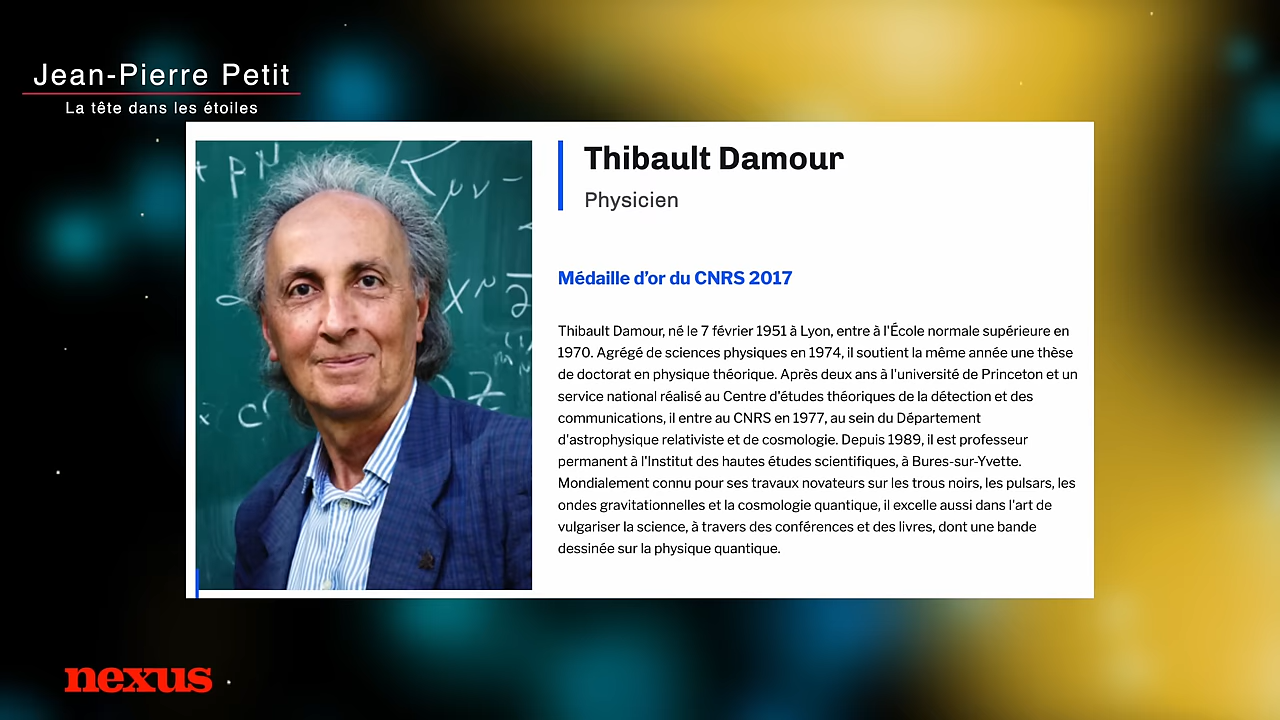 Jean-Pierre Petit
La tête dans les étoiles
Thibault Damour
Physicien
Médaille d'or du CNRS 2017
Thibault Damour, né le 7 février 1951 à Lyon, entre à l'École normale supérieure en
1970. Agrégé de sciences physiques en 1974, il soutient la même année une thèse
de doctorat en physique théorique. Après deux ans à l'université de Princeton et un
service national réalisé au Centre d'études théoriques de la détection et des
communications, il entre au CNRS en 1977, au sein du Département
d'astrophysique relativiste et de cosmologie. Depuis 1989, il est professeur
permanent à l'Institut des hautes études scientifiques, à Bures-sur-Yvette.
Mondialement connu pour ses travaux novateurs sur les trous noirs, les pulsars, les
ondes gravitationnelles et la cosmologie quantique, il excelle aussi dans l'art de
vulgariser la science, à travers des conférences et des livres, dont une bande
dessinée sur la physique quantique.
nexus